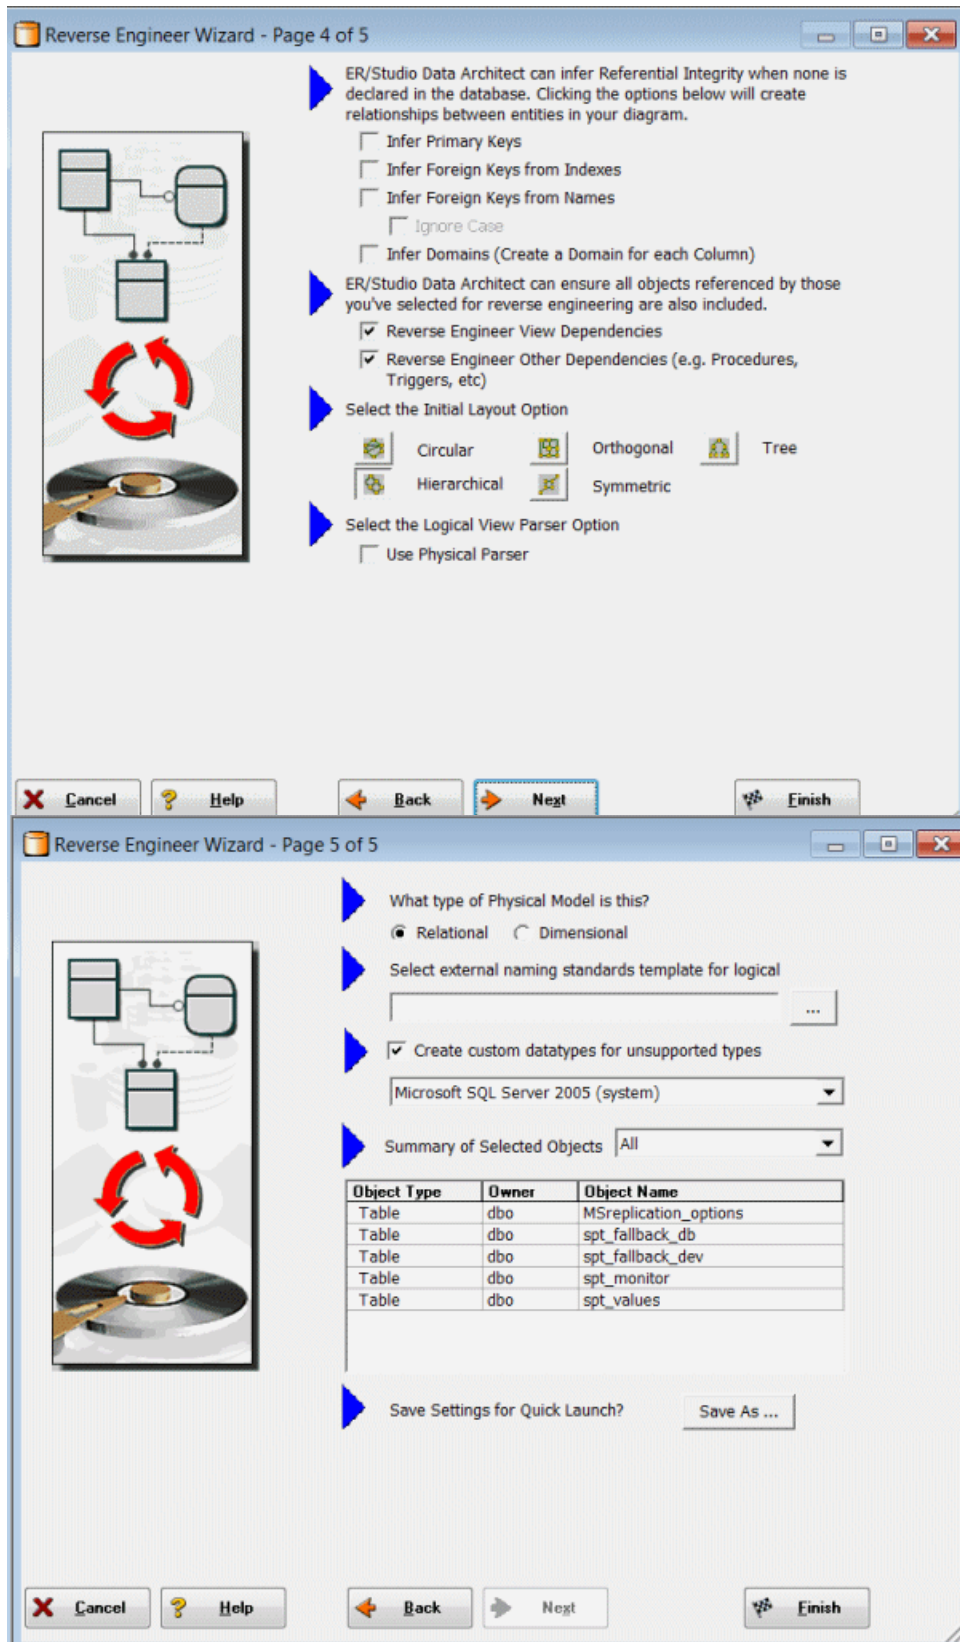 Reverse Engineer Wizard - Page 4 of 5
ER/Studio Data Architect can infer Referential Integrity when none is
declared in the database. Clicking the options below will create
relationships between entities in your diagram.
Infer Primary Keys
Infer Foreign Keys from Indexes
Infer Foreign Keys from Names
Ignore Case
Infer Domains (Create a Domain for each Column)
ER/Studio Data Architect can ensure all objects referenced by those
you've selected for reverse engineering are also included.
Reverse Engineer View Dependencies
Reverse Engineer Other Dependencies (e.g. Procedures,
Triggers, etc)
Select the Initial Layout Option
Circular Orthogonal Tree
Hierarchical Symmetric
Select the Logical View Parser Option
Use Physical Parser
Cancel Help Back Next Finish
Reverse Engineer Wizard - Page 5 of 5
What type of Physical Model is this?
Relational Dimensional
Select external naming standards template for logical
...
Create custom datatypes for unsupported types
Microsoft SQL Server 2005 (system)
Summary of Selected Objects All
Object Type Owner Object Name
Table dbo MSreplication_options
Table dbo spt_fallback_db
Table dbo spt_fallback_dev
Table dbo spt_monitor
Table dbo spt_values
Save Settings for Quick Launch? Save As ...
Cancel Help Back Next Finish